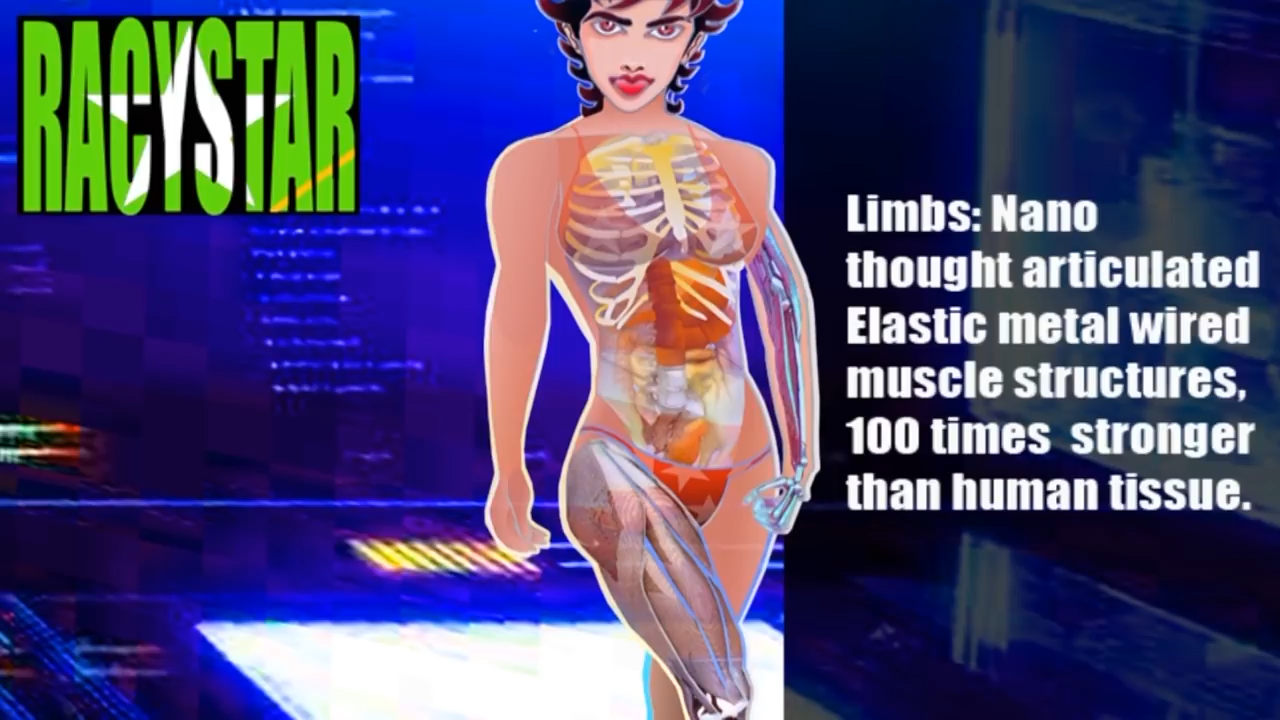 RACYSTAR
Limbs: Nano
thought articulated
Elastic metal wired
muscle structures,
100 times  stronger
than human tissue.